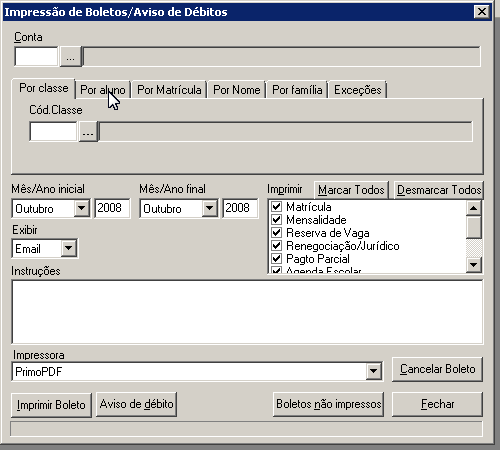 Impressão de Boletos/Aviso de Débitos
Conta
...
Por classe Por aluno Por Matrícula Por Nome Por família Exceções
Cód.Classe
...
Mês/Ano inicial Mês/Ano final Imprimir Marcar Todos Desmarcar Todos
Outubro 2008 Outubro 2008
Matrícula
Mensalidade
Reserva de Vaga
Renegociação/Jurídico
Pagto Parcial
Agenda Escolar
Exibir
Email
Instruções
Impressora
PrimoPDF
Cancelar Boleto
Imprimir Boleto Aviso de débito Boletos não impressos Fechar